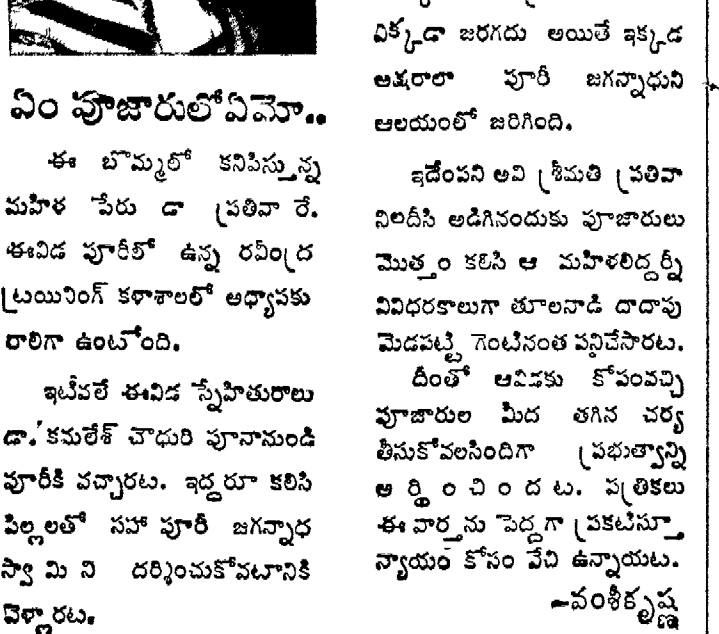 ఏం పూజారులో ఏమో..
ఈ బొమ్మలో కనిపిస్తున్న
మహిళ పేరు డా ప్రతివా రే.
ఈవిడ పూరీలో ఉన్న రవీంద్ర
ట్రయినింగ్ కళాశాలలో అధ్యాపకు
రాలిగా ఉంటోంది.
ఇటీవలే ఈవిడ స్నేహితురాలు
డా. కమలేశ్ చౌధురి పూనానుండి
పూరీకి వచ్చారట. ఇద్దరూ కలిసి
పిల్లలతో సహా పూరీ జగన్నాధ
స్వామిని దర్శించుకోవటానికి
వెళ్లారట.
విక్కడా జరగదు అయితే ఇక్కడ
అక్షరాలా పూరీ జగన్నాధుని
ఆలయంలో జరిగింది.
ఇదేంపని అవి శ్రీమతి ప్రతివా
నిలదీసి అడిగినందుకు పూజారులు
మొత్తం కలిసి ఆ మహిళలిద్దర్నీ
వివిధరకాలుగా తూలనాడి దాదాపు
మెడపట్టి గెంటినంత పనిచేసారట.
దీంతో ఆవిడకు కోపంవచ్చి
పూజారుల మీద తగిన చర్య
తీసుకోవలసిందిగా ప్రభుత్వాన్ని
అర్థించిందట. పత్రికలు
ఈ వార్తను పెద్దగా ప్రకటిస్తూ
న్యాయం కోసం వేచి ఉన్నాయట.
–వంశీకృష్ణ